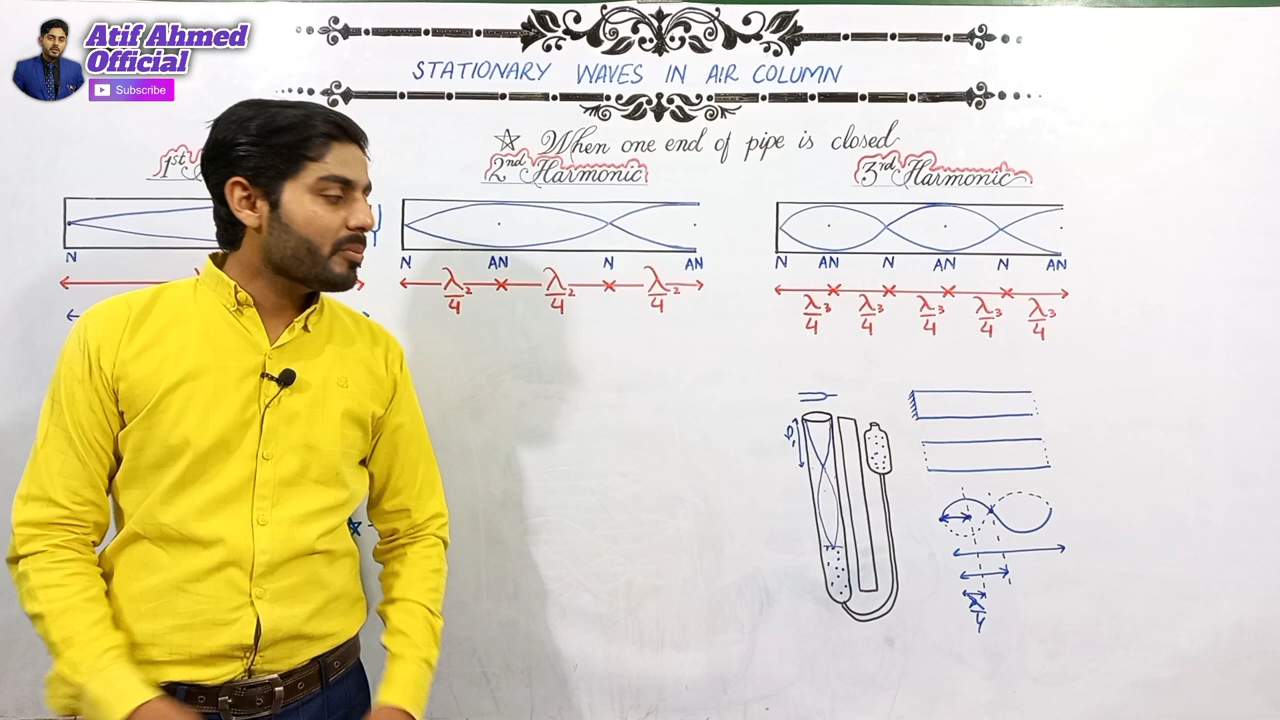 Atif Ahmed
Official
Subscribe
STATIONARY WAVES IN AIR COLUMN
☆ When one end of pipe is closed
1st
2nd Harmonic
3rd Harmonic
N
N AN N AN
N AN N AN N AN
λ2/4 λ2/4 λ2/4
λ3/4 λ3/4 λ3/4 λ3/4 λ3/4